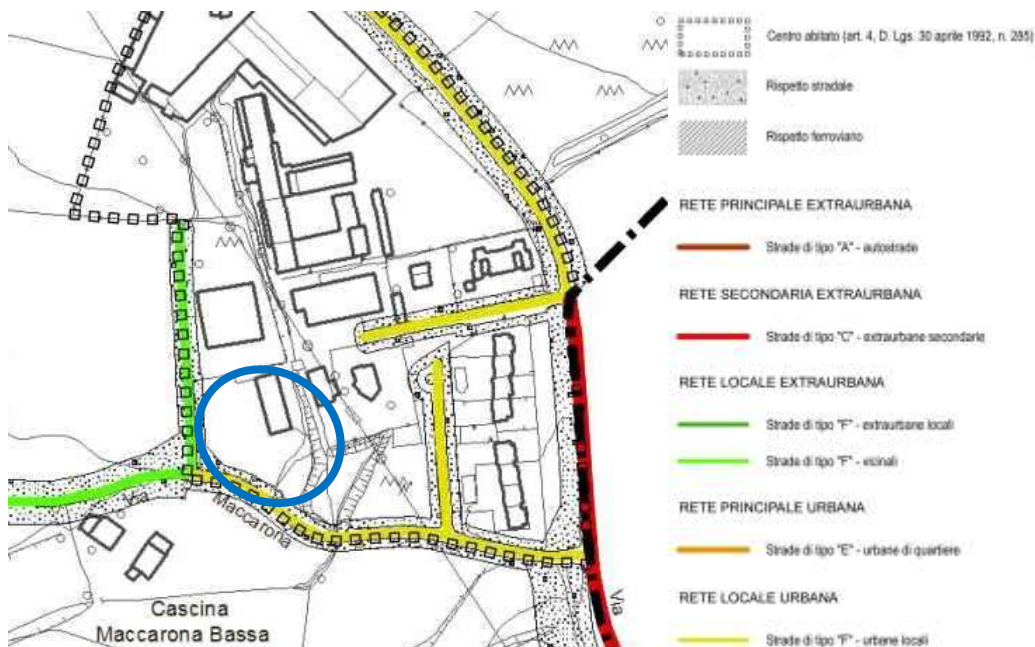 Centro abitato (art. 4, D. Lgs. 30 aprile 1992, n. 285)
Rispetto stradale
Rispetto ferroviario
RETE PRINCIPALE EXTRAURBANA
Strade di tipo "A" - autostrade
RETE SECONDARIA EXTRAURBANA
Strade di tipo "C" - extraurbane secondarie
RETE LOCALE EXTRAURBANA
Strade di tipo "F" - extraurbane locali
Strade di tipo "F" - vicinali
RETE PRINCIPALE URBANA
Strade di tipo "E" - urbane di quartiere
RETE LOCALE URBANA
Strade di tipo "F" - urbane locali
Via
Maccarona
Via
Cascina
Maccarona Bassa